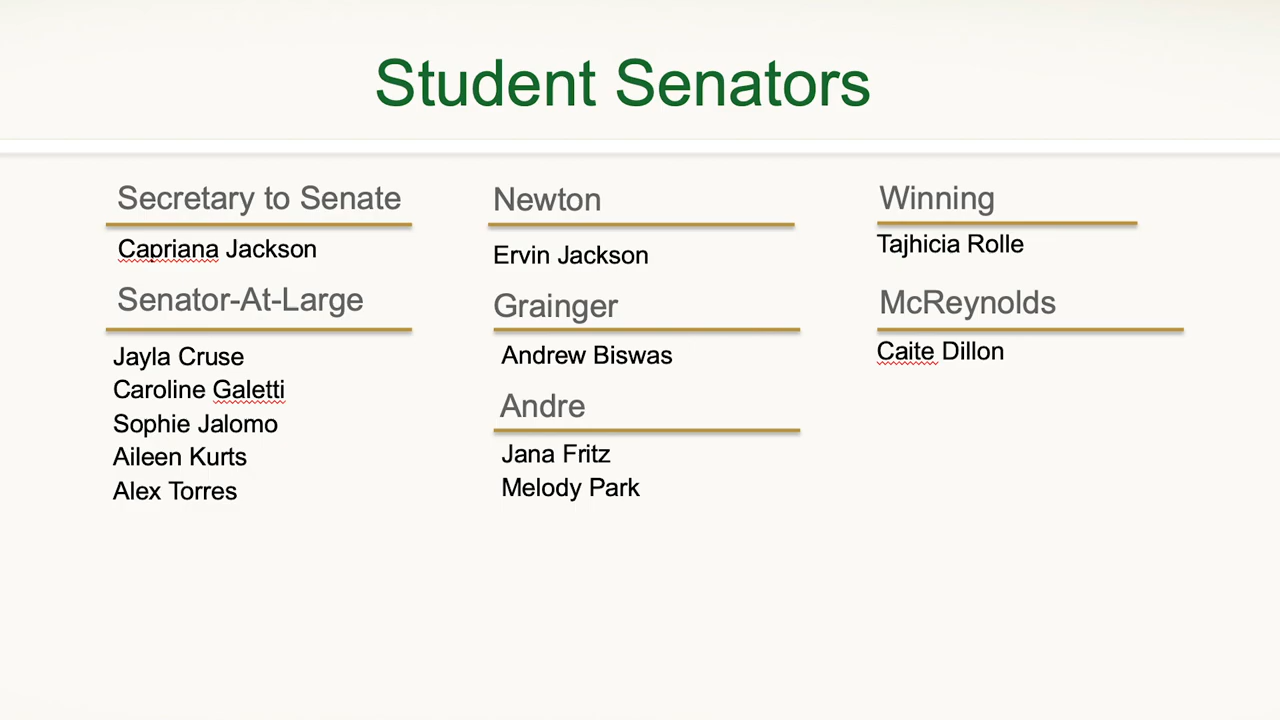 Student Senators
Secretary to Senate
Capriana Jackson
Senator-At-Large
Jayla Cruse
Caroline Galetti
Sophie Jalomo
Aileen Kurts
Alex Torres
Newton
Ervin Jackson
Grainger
Andrew Biswas
Andre
Jana Fritz
Melody Park
Winning
Tajhicia Rolle
McReynolds
Caite Dillon